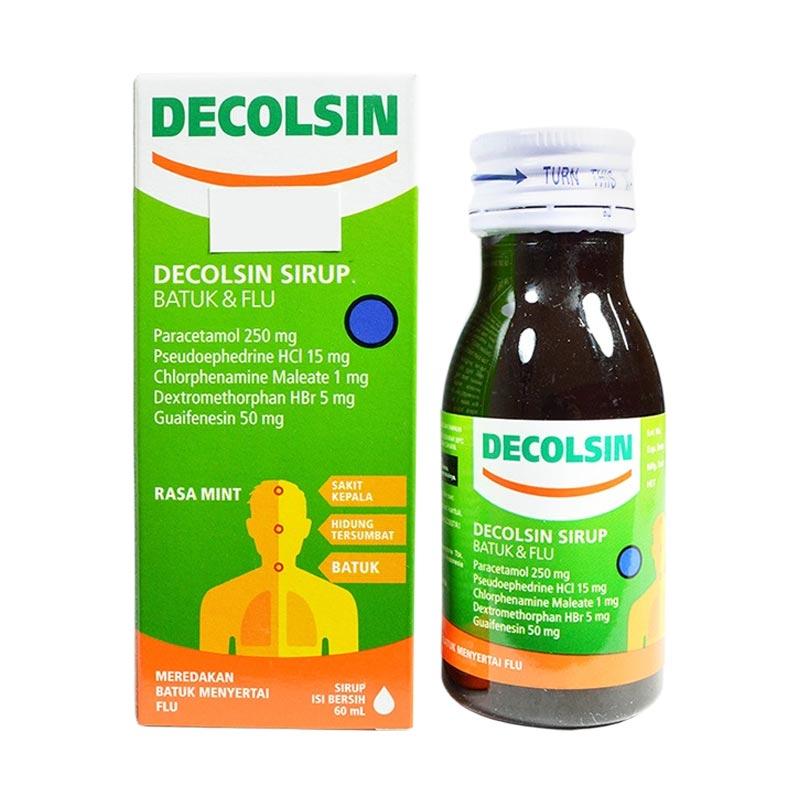 DECOLSIN
DECOLSIN SIRUP
BATUK & FLU
Paracetamol 250 mg
Pseudoephedrine HCl 15 mg
Chlorphenamine Maleate 1 mg
Dextromethorphan HBr 5 mg
Guaifenesin 50 mg
RASA MINT
SAKIT
KEPALA
HIDUNG
TERSUMBAT
BATUK
MEREDAKAN
BATUK MENYERTAI
FLU
SIRUP
ISI BERSIH
60 mL
TURN THIS
DECOLSIN
DECOLSIN SIRUP
BATUK & FLU
Paracetamol 250 mg
Pseudoephedrine HCl 15 mg
Chlorphenamine Maleate 1 mg
Dextromethorphan HBr 5 mg
Guaifenesin 50 mg
MENYERTAI FLU